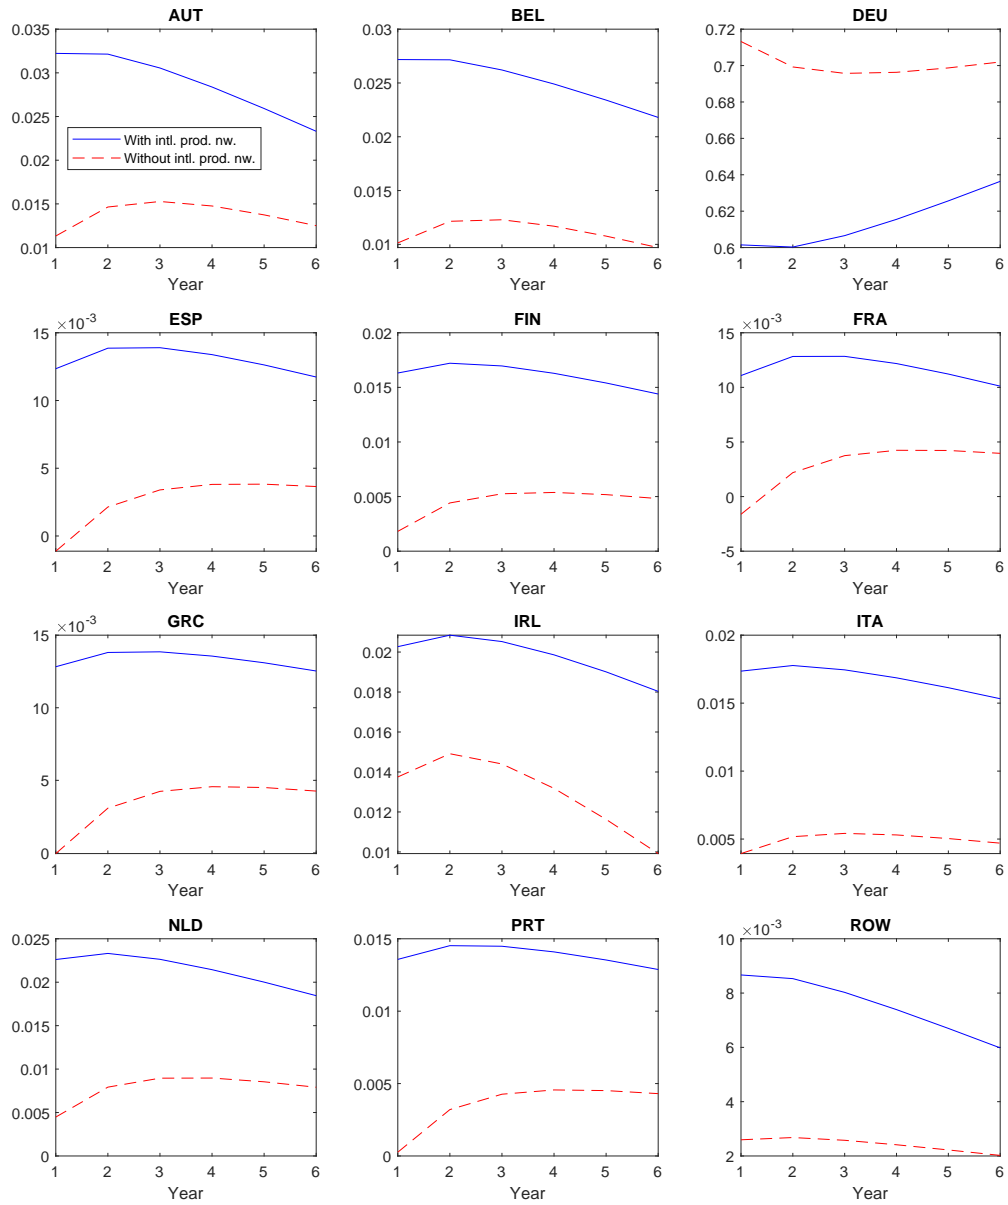 AUT
0.035
0.03
0.025
0.02
0.015
0.01
With intl. prod. nw.
Without intl. prod. nw.
1 2 3 4 5 6
Year
BEL
0.03
0.025
0.02
0.015
0.01
1 2 3 4 5 6
Year
DEU
0.72
0.7
0.68
0.66
0.64
0.62
0.6
1 2 3 4 5 6
Year
ESP
×10⁻³
15
10
5
0
1 2 3 4 5 6
Year
FIN
0.02
0.015
0.01
0.005
0
1 2 3 4 5 6
Year
FRA
×10⁻³
15
10
5
0
-5
1 2 3 4 5 6
Year
GRC
×10⁻³
15
10
5
0
1 2 3 4 5 6
Year
IRL
0.02
0.018
0.016
0.014
0.012
0.01
1 2 3 4 5 6
Year
ITA
0.02
0.015
0.01
0.005
1 2 3 4 5 6
Year
NLD
0.025
0.02
0.015
0.01
0.005
0
1 2 3 4 5 6
Year
PRT
0.015
0.01
0.005
0
1 2 3 4 5 6
Year
ROW
×10⁻³
10
8
6
4
2
1 2 3 4 5 6
Year